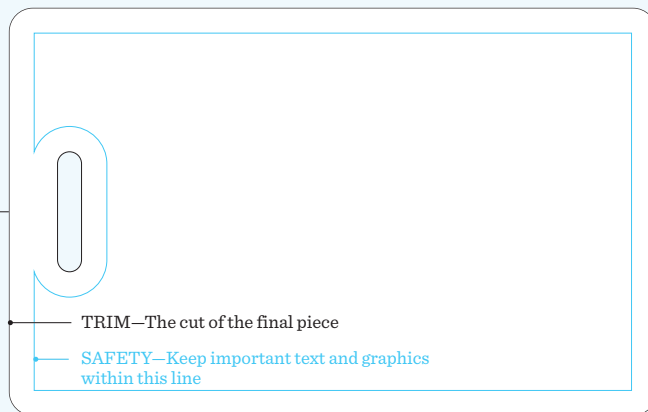 TRIM—The cut of the final piece
SAFETY—Keep important text and graphics
within this line